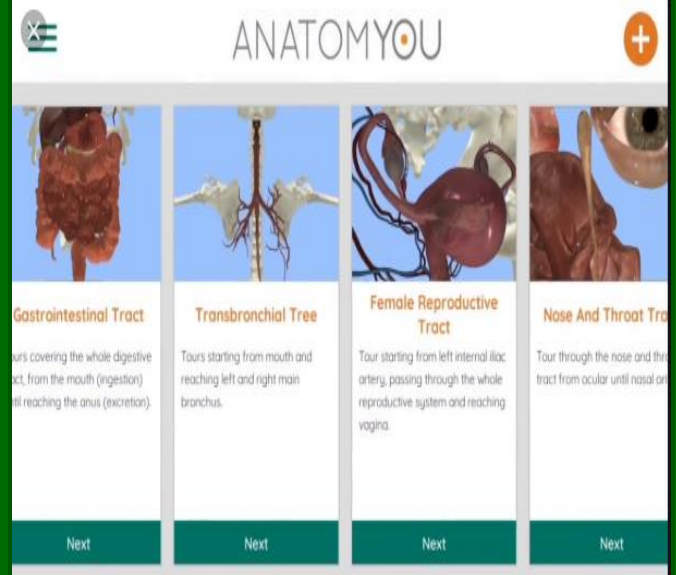 ANATOMYOU
Gastrointestinal Tract
urs covering the whole digestive
ct, from the mouth (ingestion)
til reaching the anus (excretion).
Next
Transbronchial Tree
Tours starting from mouth and
reaching left and right main
bronchus.
Next
Female Reproductive
Tract
Tour starting from left internal iliac
artery, passing through the whole
reproductive system and reaching
vagina.
Next
Nose And Throat Tra
Tour through the nose and thro
tract from ocular until nasal ori
Next